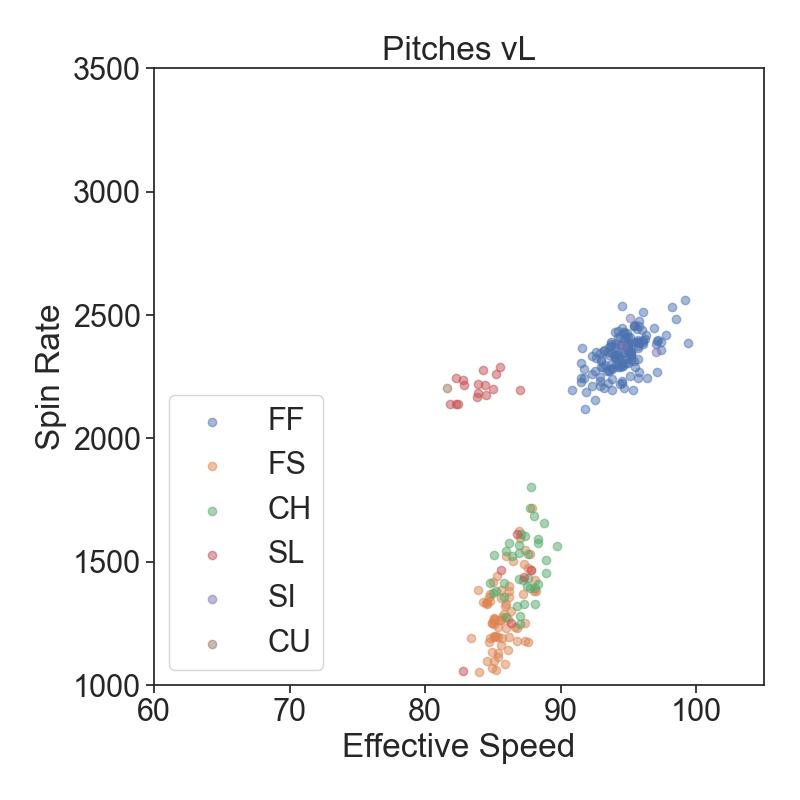 Pitches vL
3500
3000
2500
2000
1500
1000
Spin Rate
FF
FS
CH
SL
SI
CU
60 70 80 90 100
Effective Speed